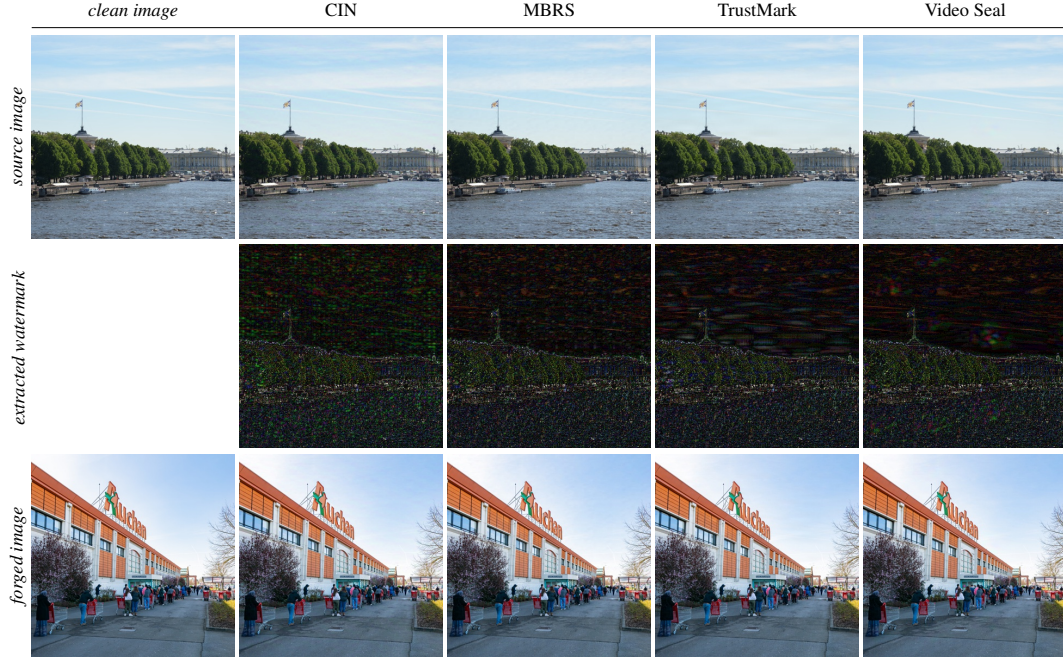 clean image CIN MBRS TrustMark Video Seal
source image
extracted watermark
forged image
Auchan
Auchan
Auchan
Auchan
Auchan